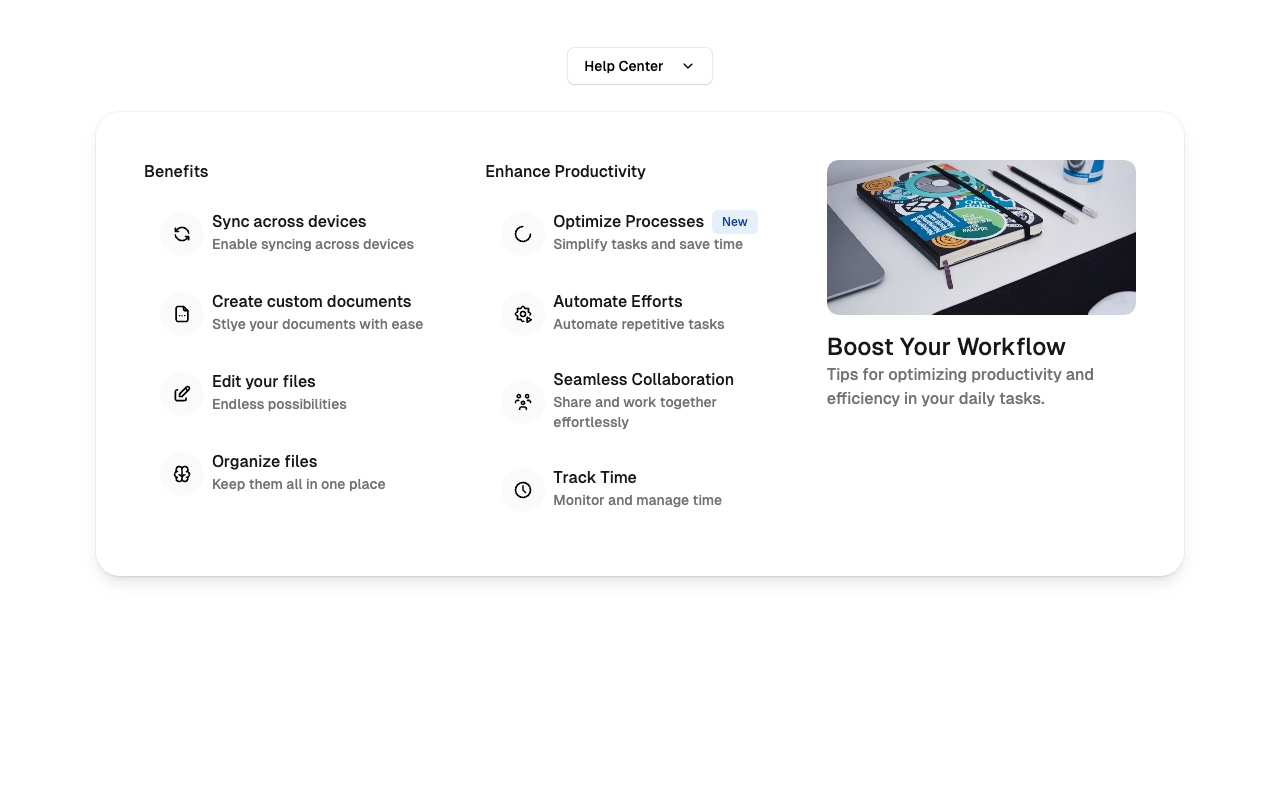 Help Center
Benefits
Sync across devices
Enable syncing across devices
Create custom documents
Stlye your documents with ease
Edit your files
Endless possibilities
Organize files
Keep them all in one place
Enhance Productivity
Optimize Processes New
Simplify tasks and save time
Automate Efforts
Automate repetitive tasks
Seamless Collaboration
Share and work together
effortlessly
Track Time
Monitor and manage time
Boost Your Workflow
Tips for optimizing productivity and
efficiency in your daily tasks.